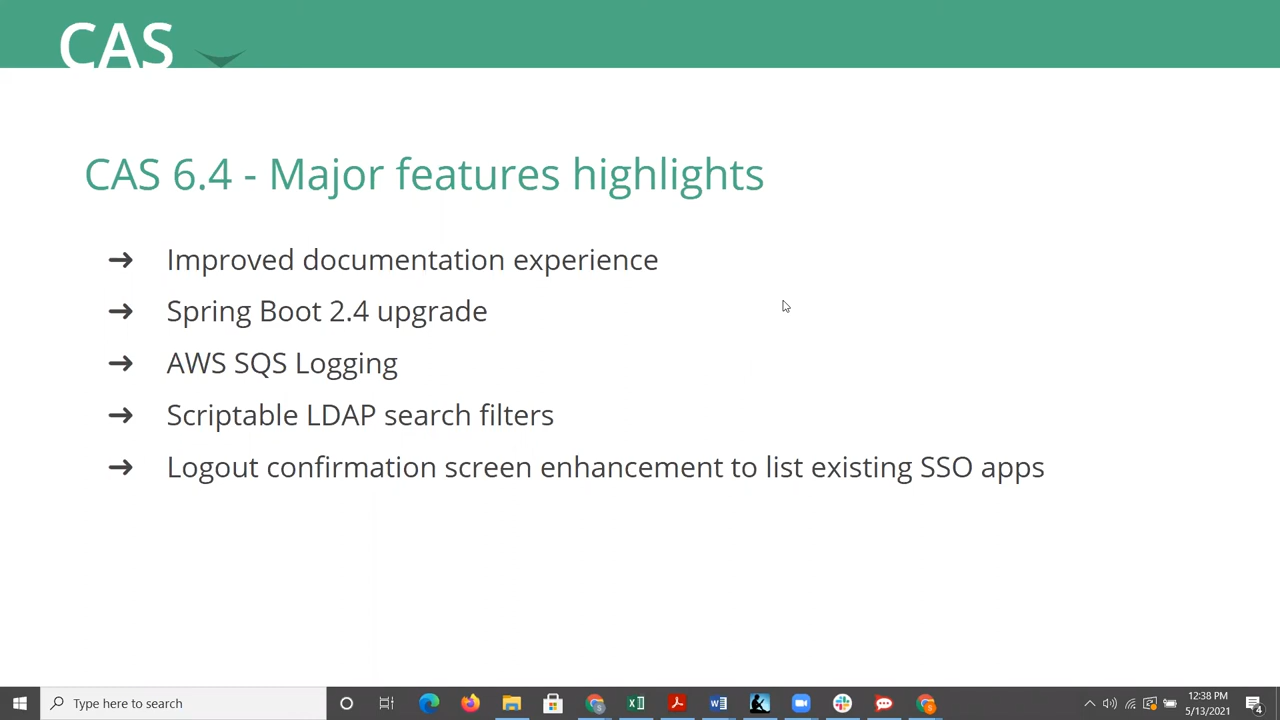 CAS
CAS 6.4 - Major features highlights
➔ Improved documentation experience
➔ Spring Boot 2.4 upgrade
➔ AWS SQS Logging
➔ Scriptable LDAP search filters
➔ Logout confirmation screen enhancement to list existing SSO apps
Type here to search
12:38 PM
5/13/2021
4